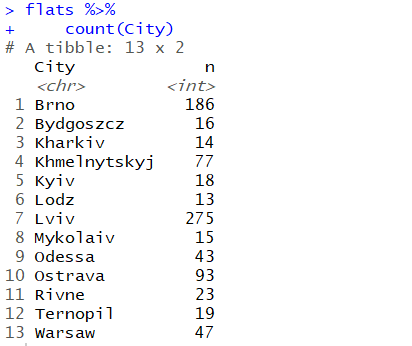 > flats %>%
+     count(City)
# A tibble: 13 x 2
   City            n
   <chr>       <int>
 1 Brno          186
 2 Bydgoszcz      16
 3 Kharkiv        14
 4 Khmelnytskyj   77
 5 Kyiv           18
 6 Lodz           13
 7 Lviv          275
 8 Mykolaiv       15
 9 Odessa         43
10 Ostrava        93
11 Rivne          23
12 Ternopil       19
13 Warsaw         47